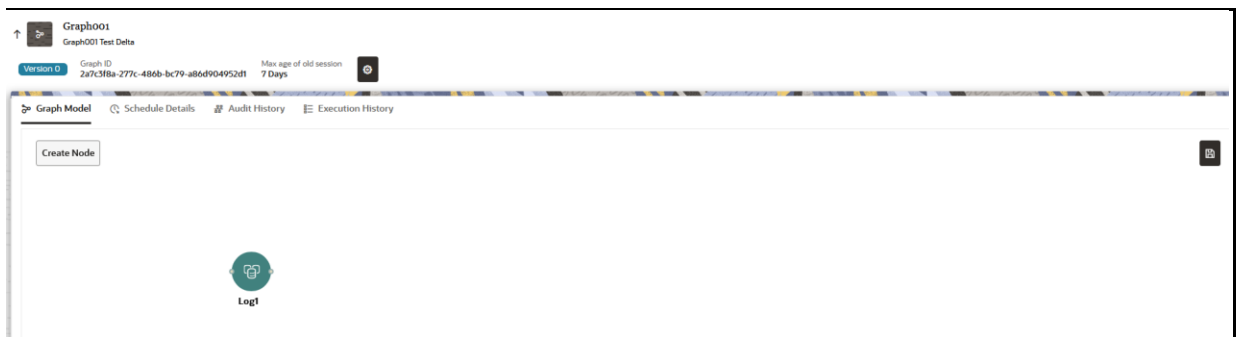 Graph001
Graph001 Test Delta
Version 0
Graph ID
2a7c3f8a-277c-486b-bc79-a86d904952d1
Max age of old session
7 Days
Graph Model Schedule Details Audit History Execution History
Create Node
Log1